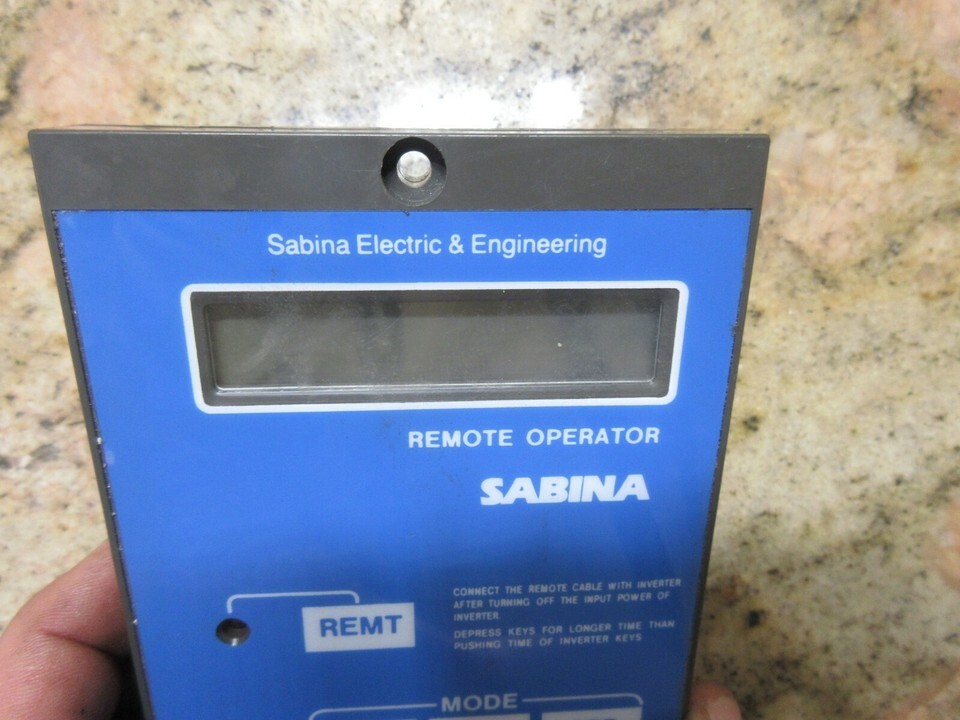 Sabina Electric & Engineering
REMOTE OPERATOR
SABINA
REMT
CONNECT THE REMOTE CABLE WITH INVERTER
AFTER TURNING OFF THE INPUT POWER OF
INVERTER.
DEPRESS KEYS FOR LONGER TIME THAN
PUSHING TIME OF INVERTER KEYS
MODE